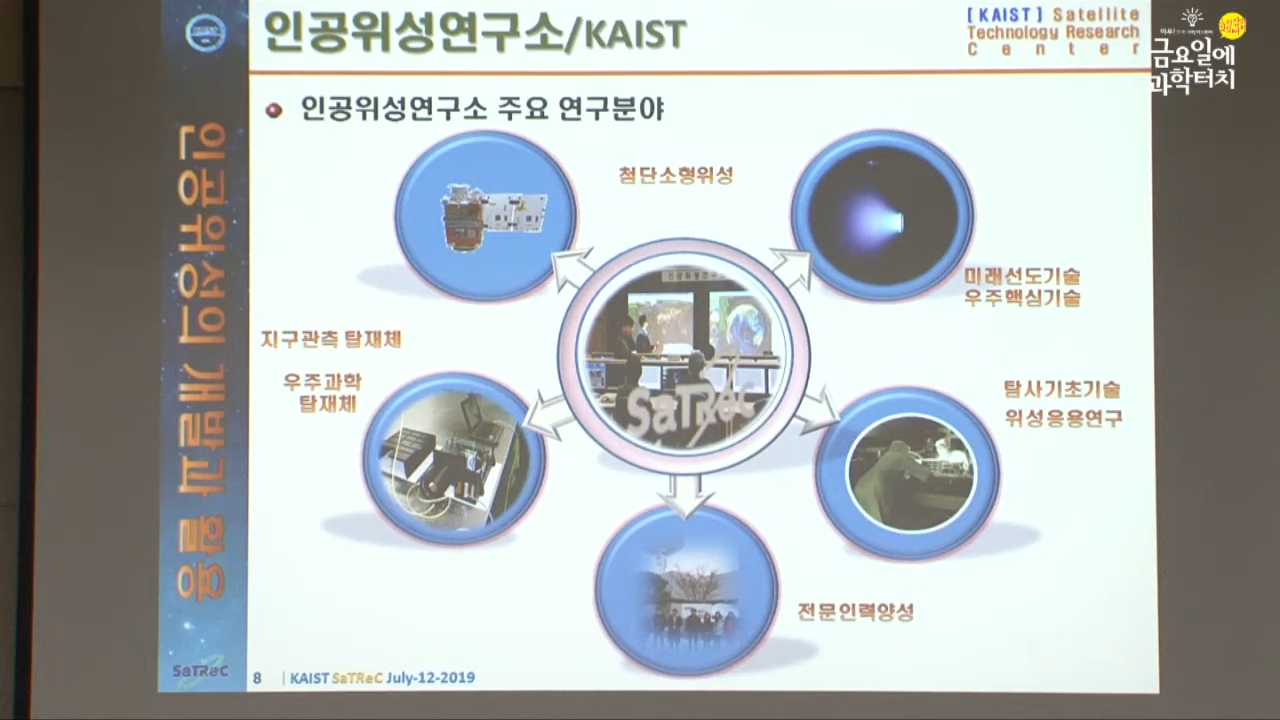 인공위성연구소/KAIST
[ KAIST ] Satellite
Technology Research
Center
금요일에
과학터치
인공위성연구소 주요 연구분야
첨단소형위성
미래선도기술
우주핵심기술
지구관측 탑재체
우주과학
탑재체
탐사기초기술
위성응용연구
SaTReC
전문인력양성
인공위성의 개발과 활용
SaTReC
8 | KAIST SaTReC July-12-2019